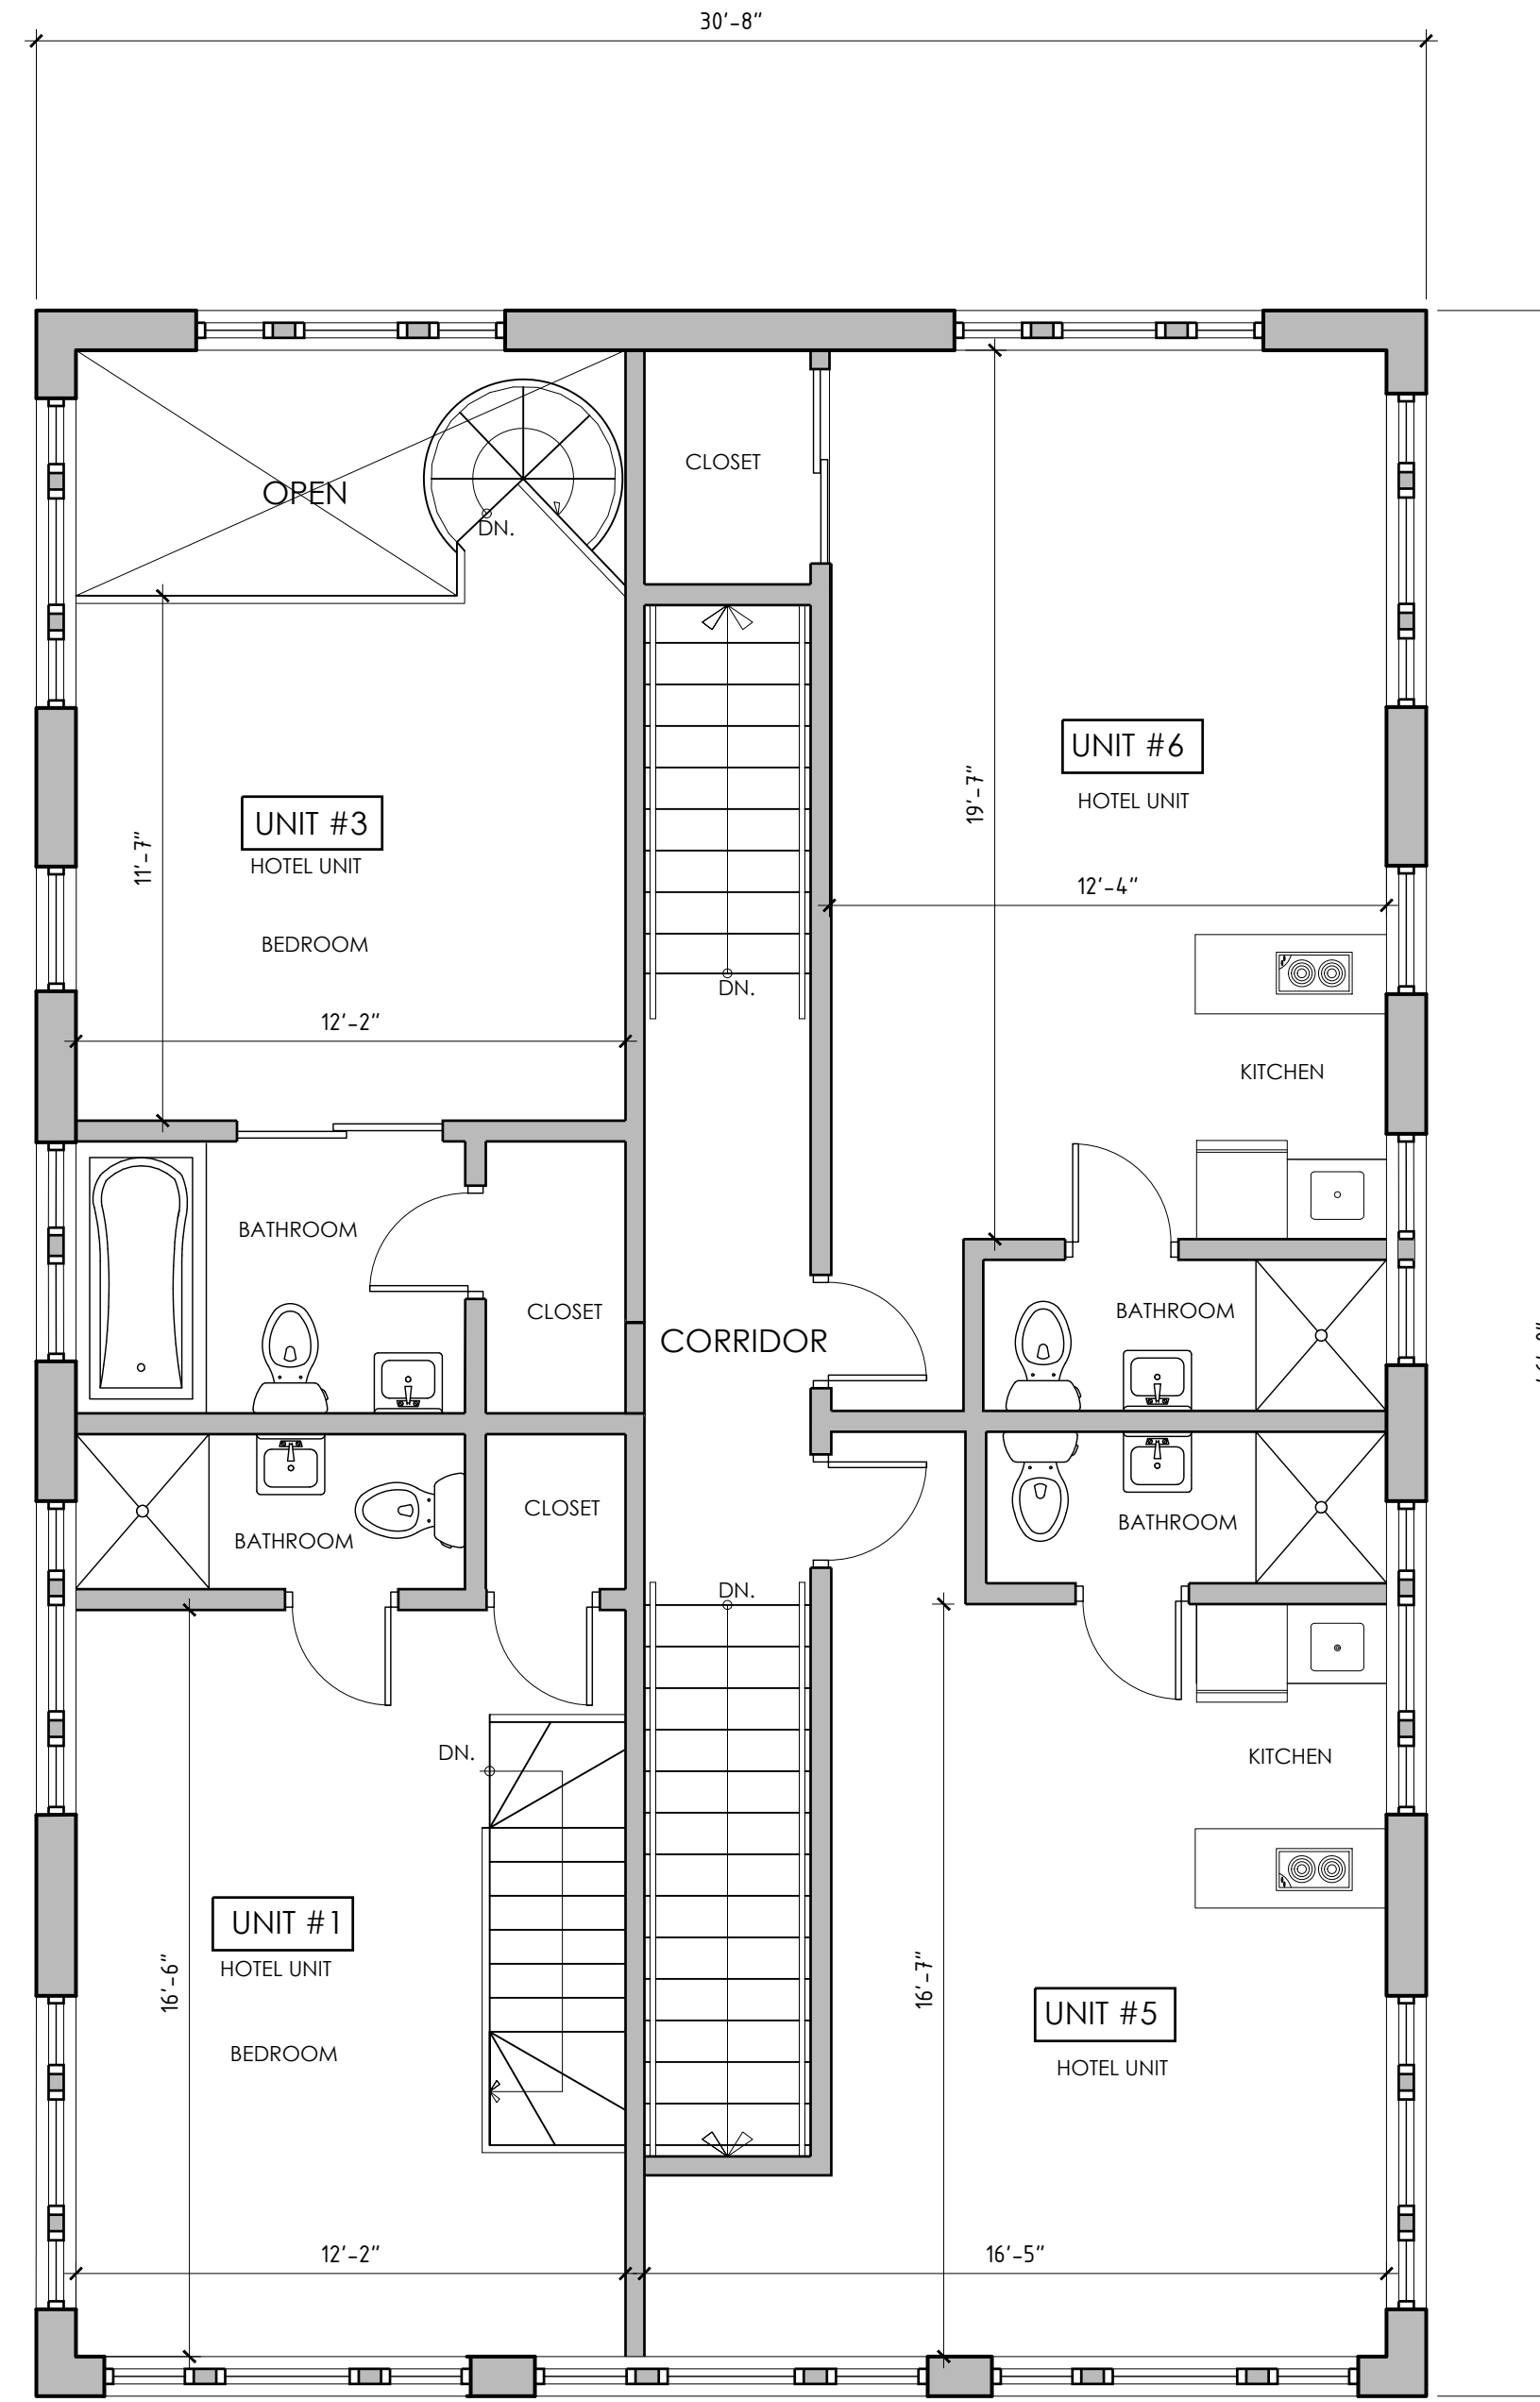 30'-8"
CLOSET
OPEN
DN.
UNIT #6
HOTEL UNIT
19'-7"
UNIT #3
HOTEL UNIT
11'-7"
12'-4"
BEDROOM
DN.
12'-2"
KITCHEN
BATHROOM
CLOSET
BATHROOM
CORRIDOR
CLOSET
BATHROOM
BATHROOM
DN.
DN.
KITCHEN
UNIT #1
HOTEL UNIT
16'-6"
16'-7"
UNIT #5
HOTEL UNIT
BEDROOM
12'-2"
16'-5"